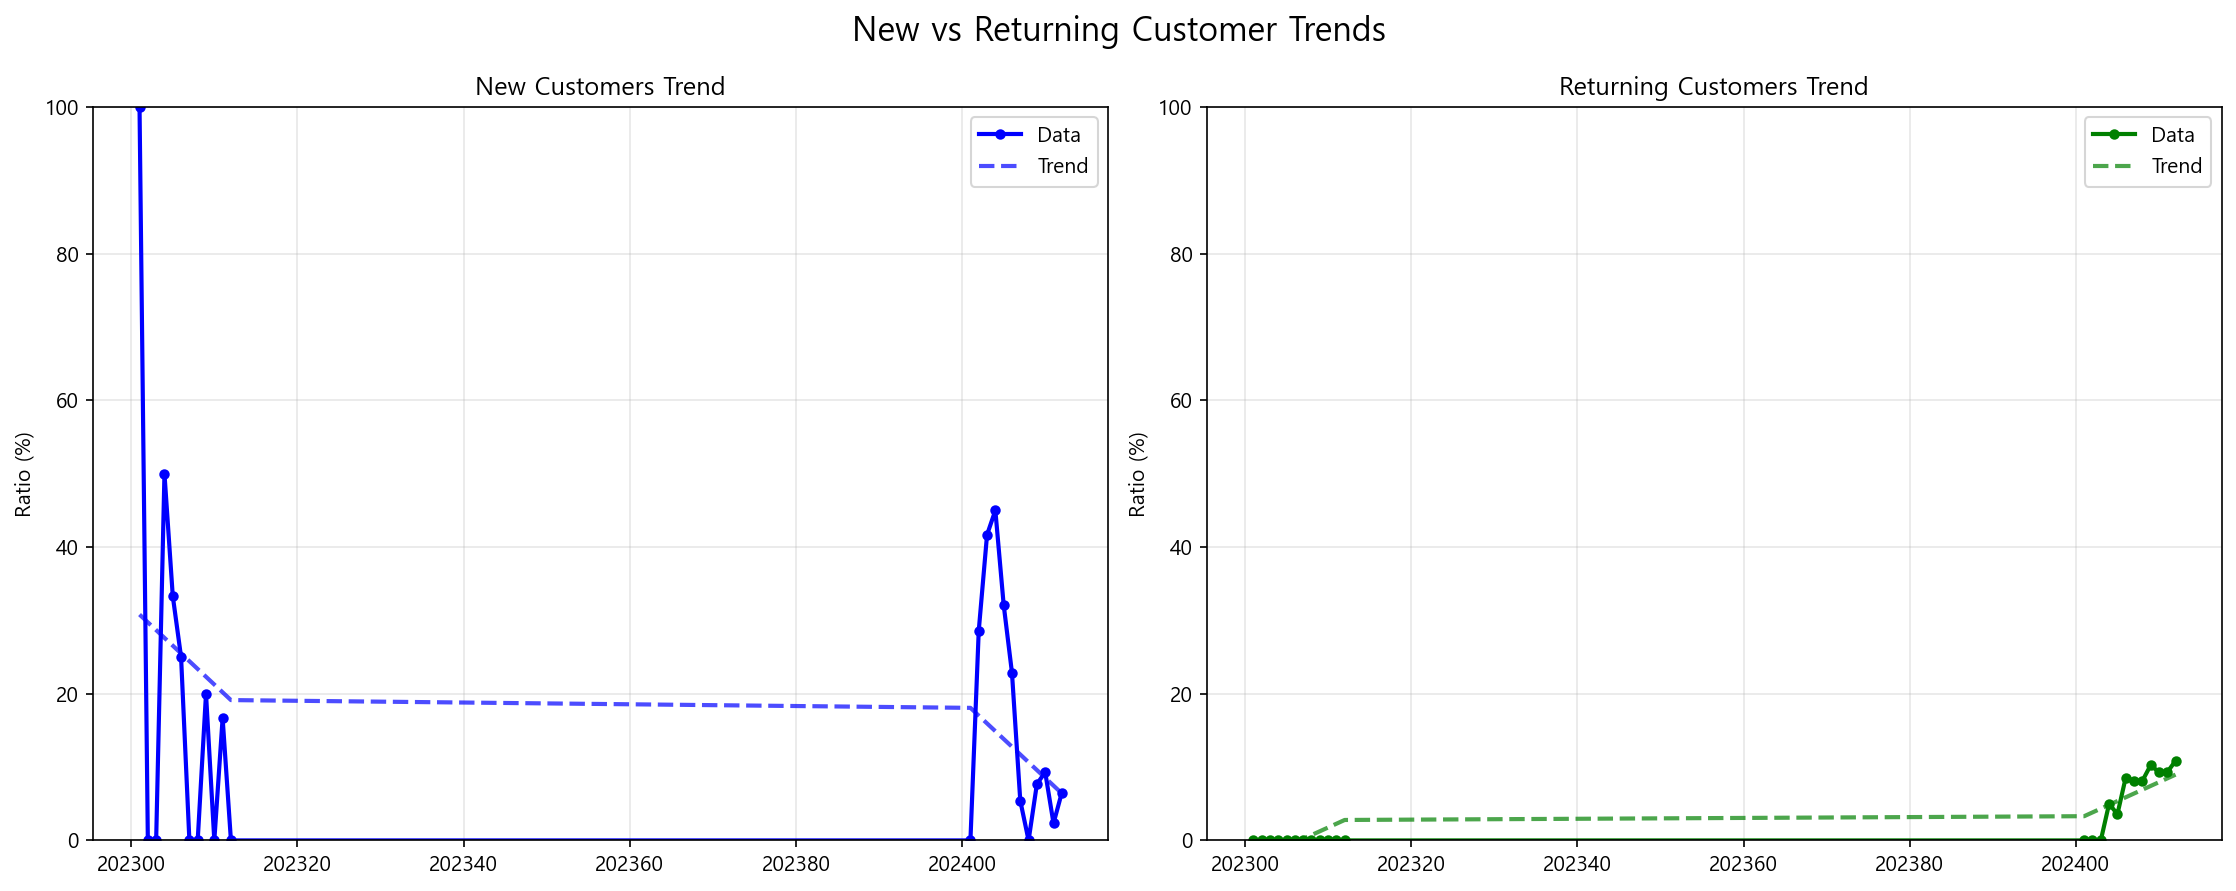 New vs Returning Customer Trends
New Customers Trend
100
80
60
40
20
0
Ratio (%)
202300 202320 202340 202360 202380 202400
Data
Trend
Returning Customers Trend
100
80
60
40
20
0
Ratio (%)
202300 202320 202340 202360 202380 202400
Data
Trend